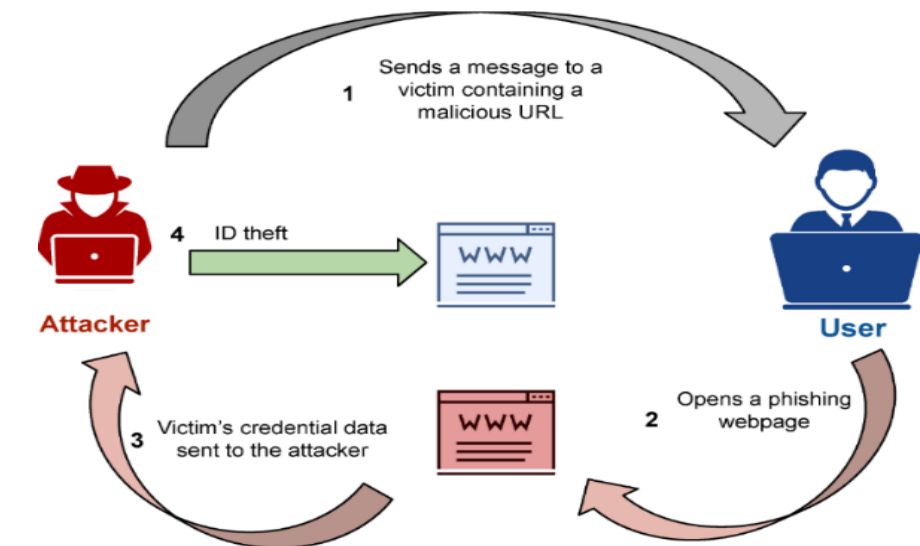 Sends a message to a
victim containing a
malicious URL
1
4 ID theft
WWW
Attacker
User
Opens a phishing
webpage
2
WWW
Victim's credential data
sent to the attacker
3